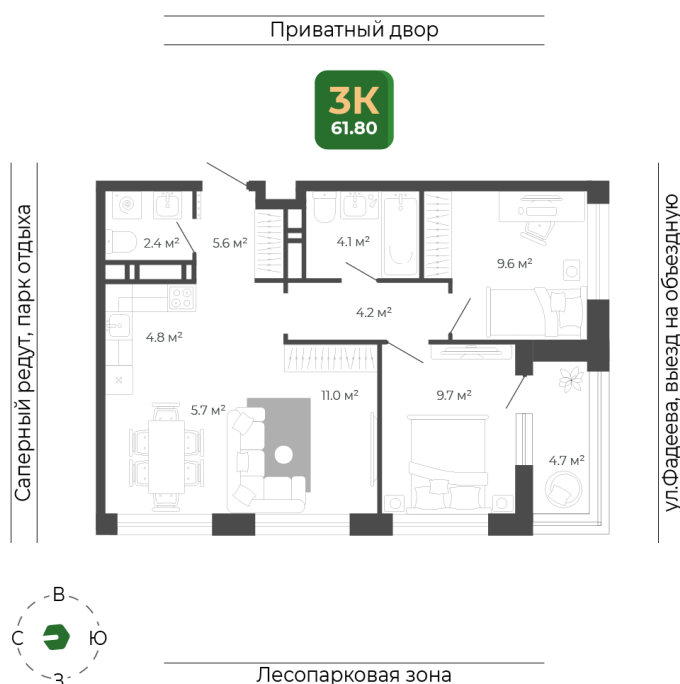 Приватный двор
3К
61.80
Саперный редут, парк отдыха
ул.Фадеева, выезд на объездную
2.4 м²
5.6 м²
4.1 м²
9.6 м²
4.2 м²
4.8 м²
5.7 м²
11.0 м²
9.7 м²
4.7 м²
В
С
Ю
З
Лесопарковая зона